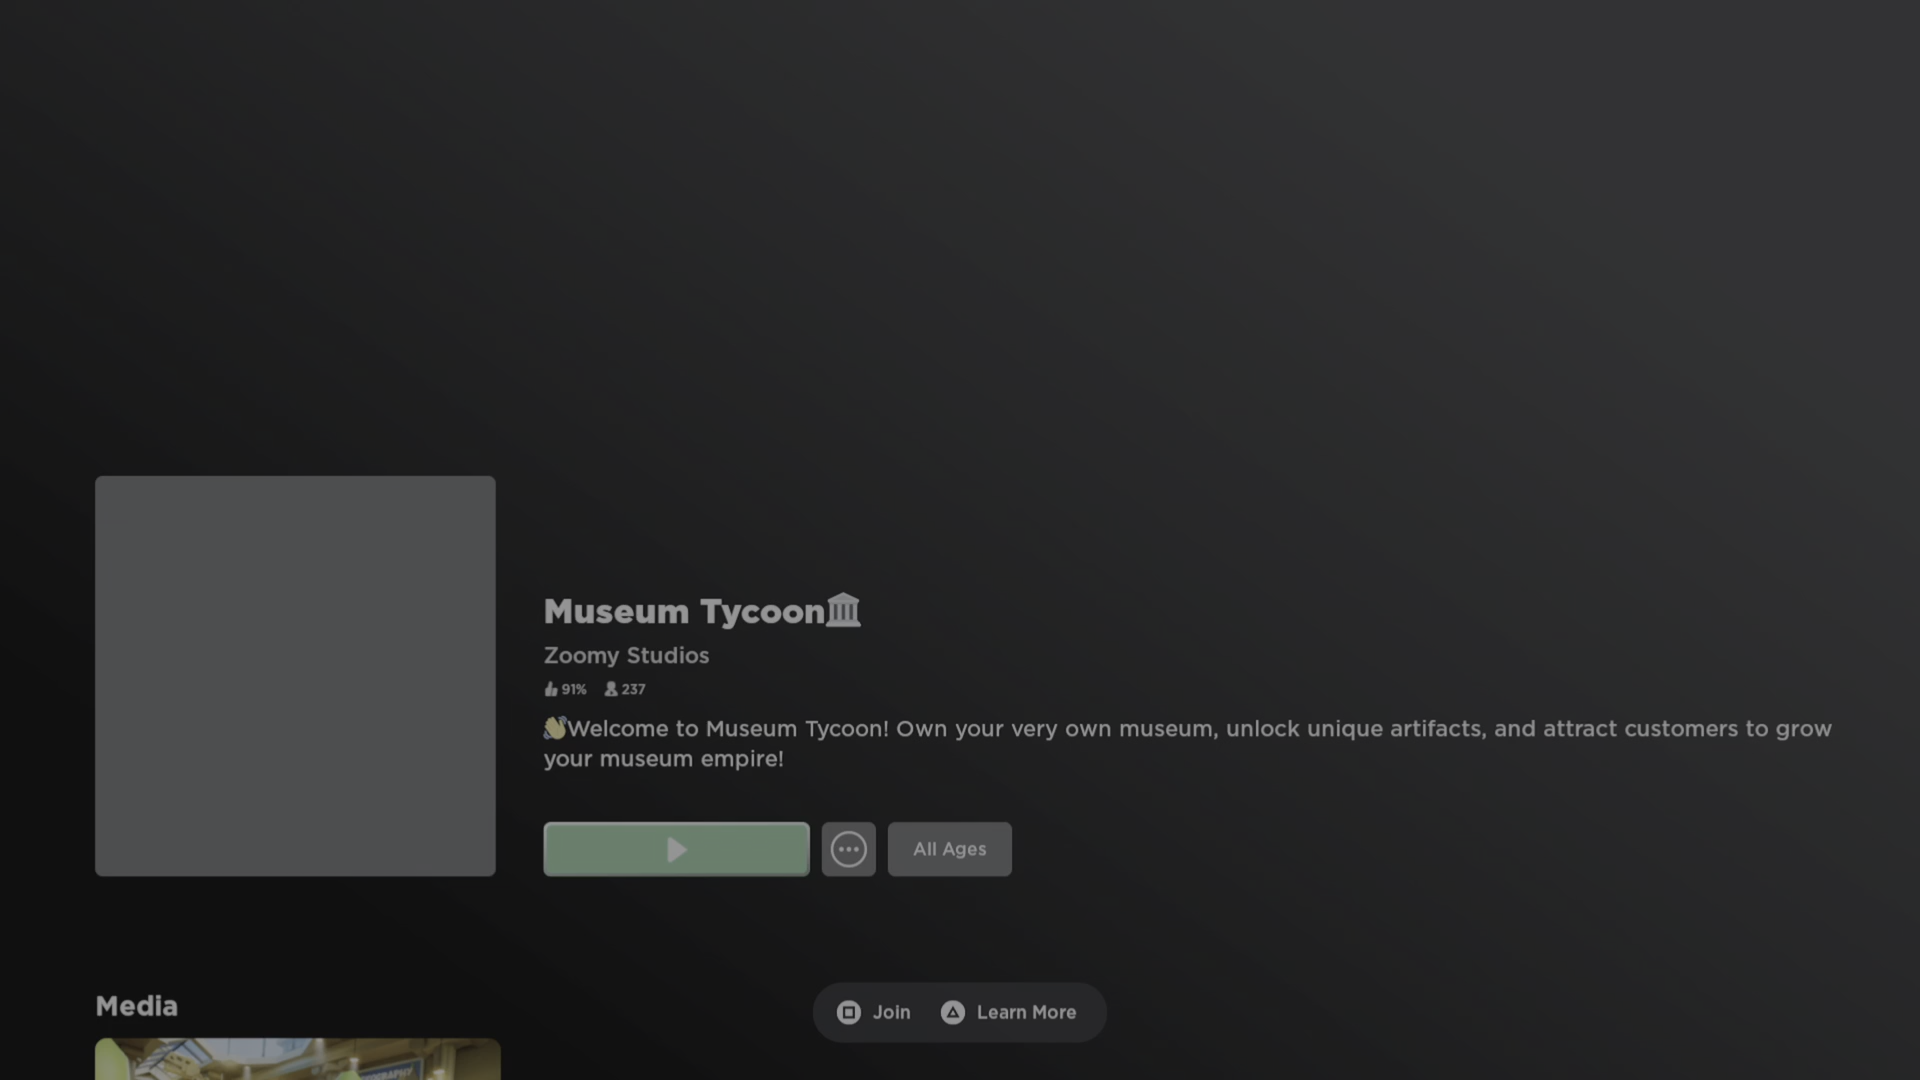 Museum Tycoon🏛
Zoomy Studios
91% 237
👋Welcome to Museum Tycoon! Own your very own museum, unlock unique artifacts, and attract customers to grow
your museum empire!
All Ages
Media
Join Learn More